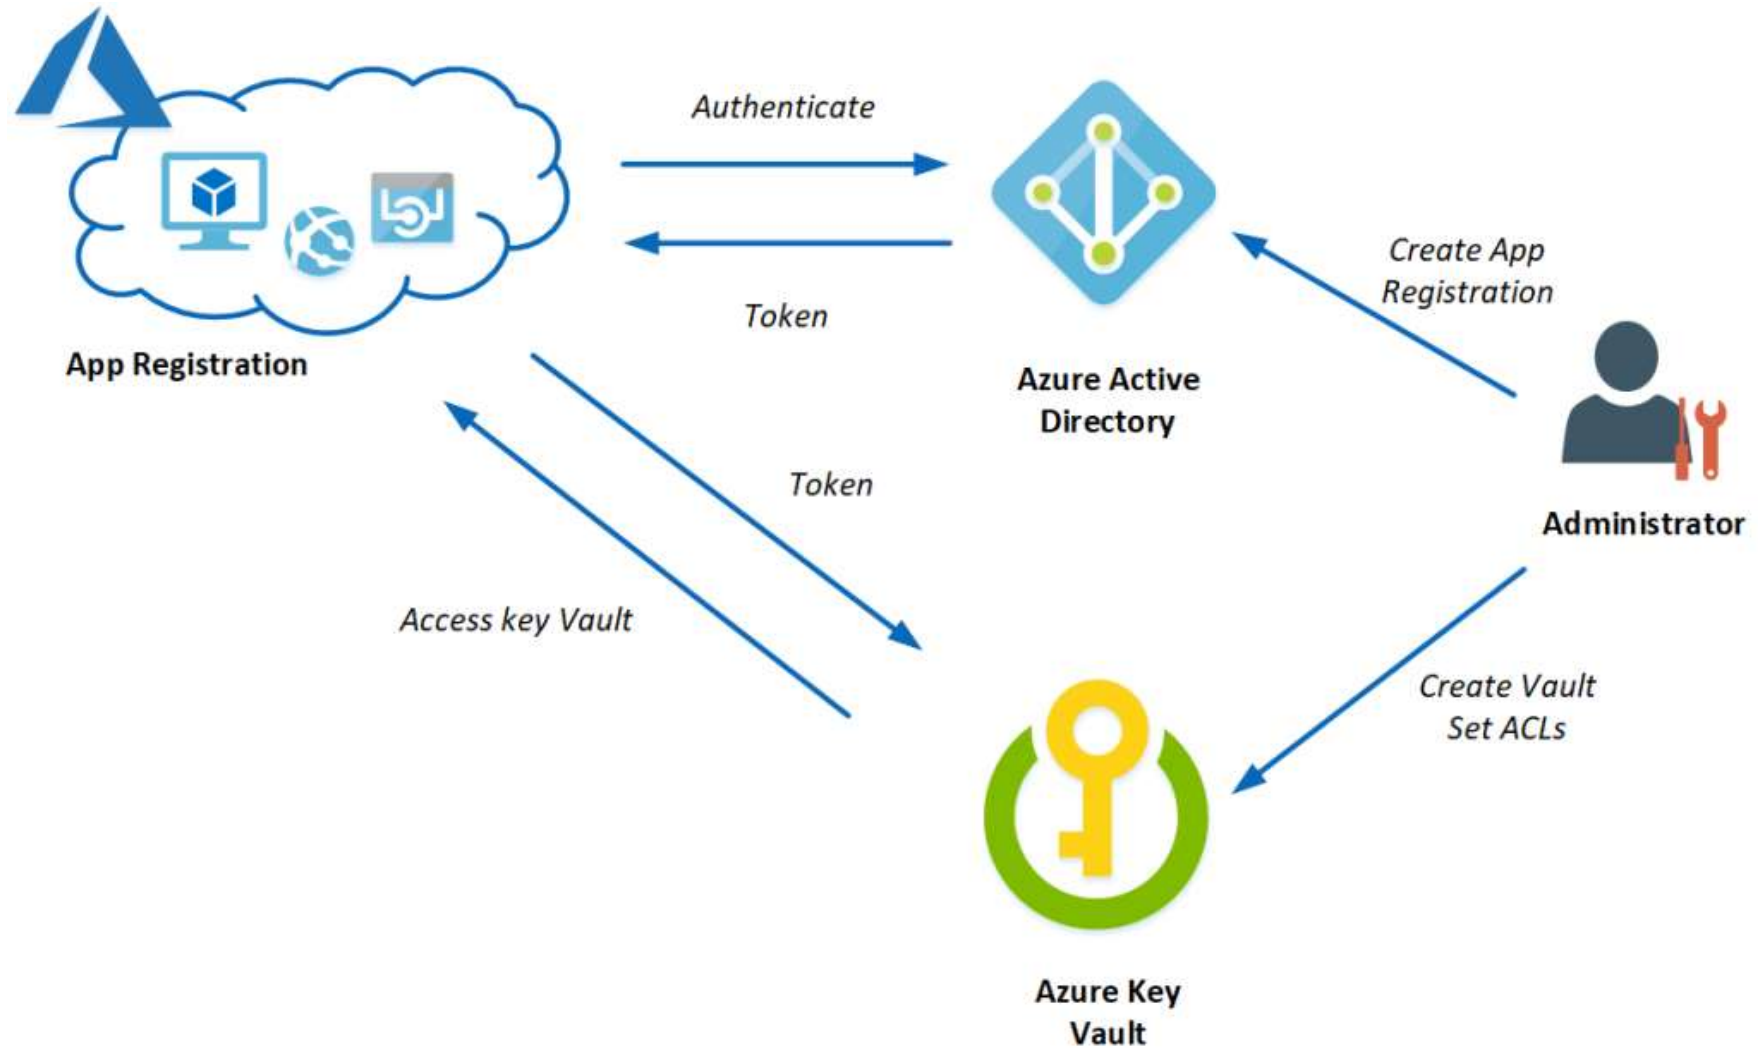 Authenticate
Token
App Registration
Azure Active
Directory
Create App
Registration
Administrator
Token
Access key Vault
Create Vault
Set ACLs
Azure Key
Vault